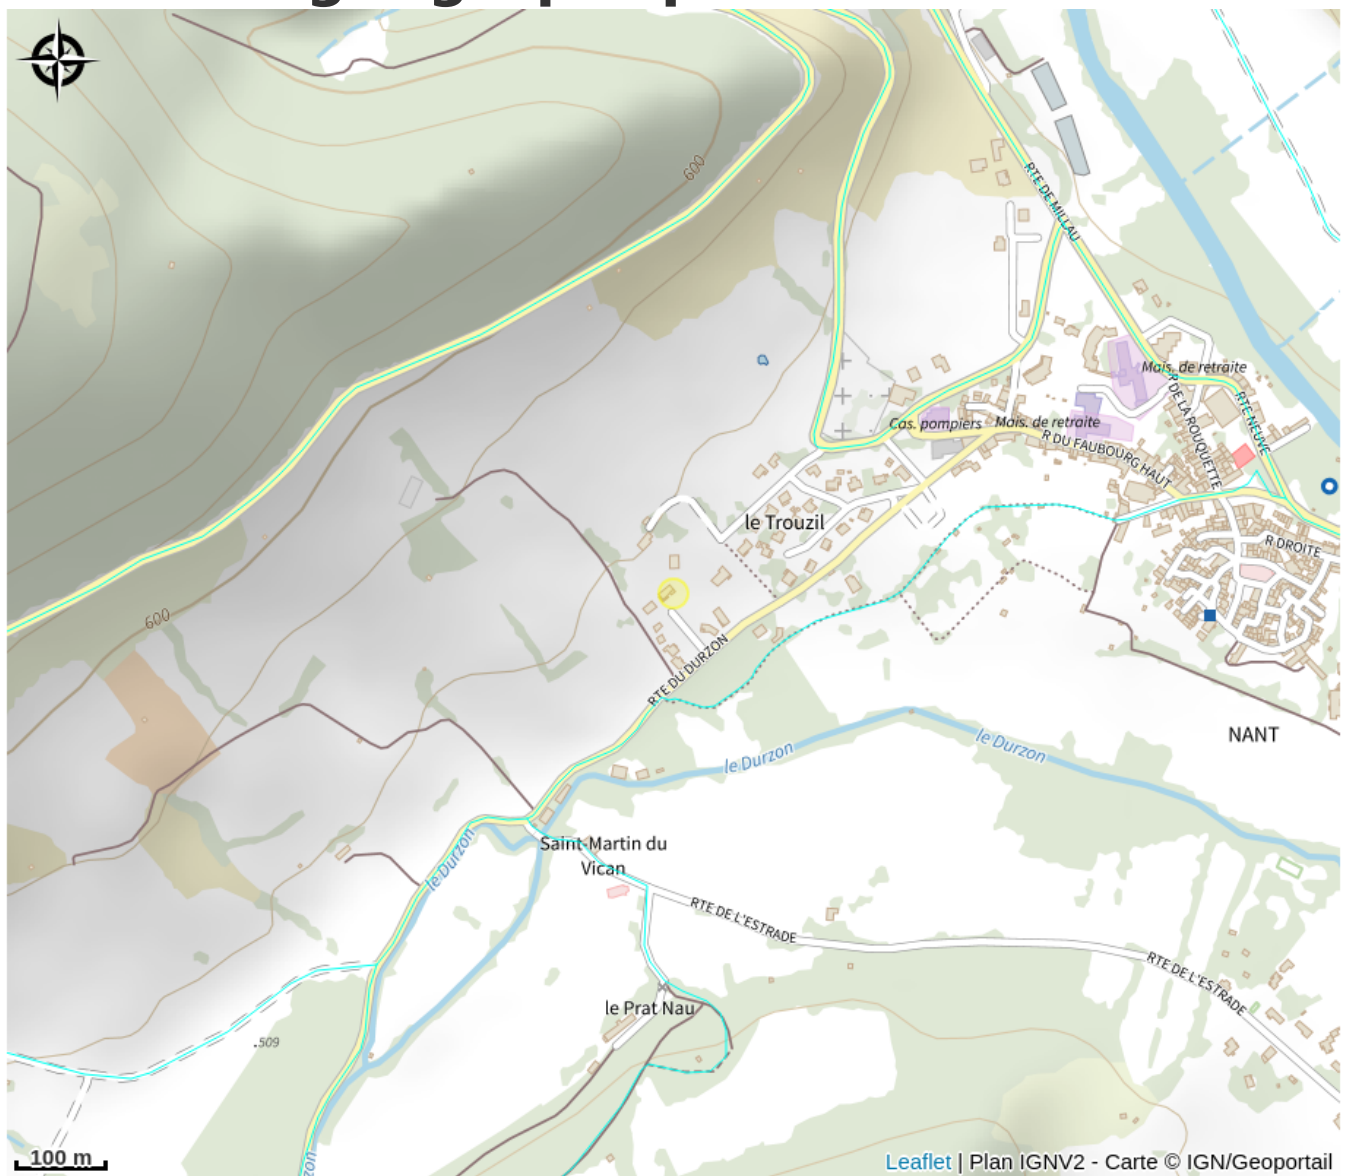 600
RTE DE MILLAU
Mais. de retraite
R DE LA ROUQUETTE
RTE NEUVE
Cas. pompiers
Mais. de retraite
R DU FAUBOURG HAUT
le Trouzil
R DROITE
600
RTE DU DURZON
NANT
le Durzon
le Durzon
Saint-Martin du
Vican
le Durzon
RTE DE L'ESTRADE
RTE DE L'ESTRADE
le Prat Nau
.509
100 m
Leaflet | Plan IGNV2 - Carte © IGN/Geoportail